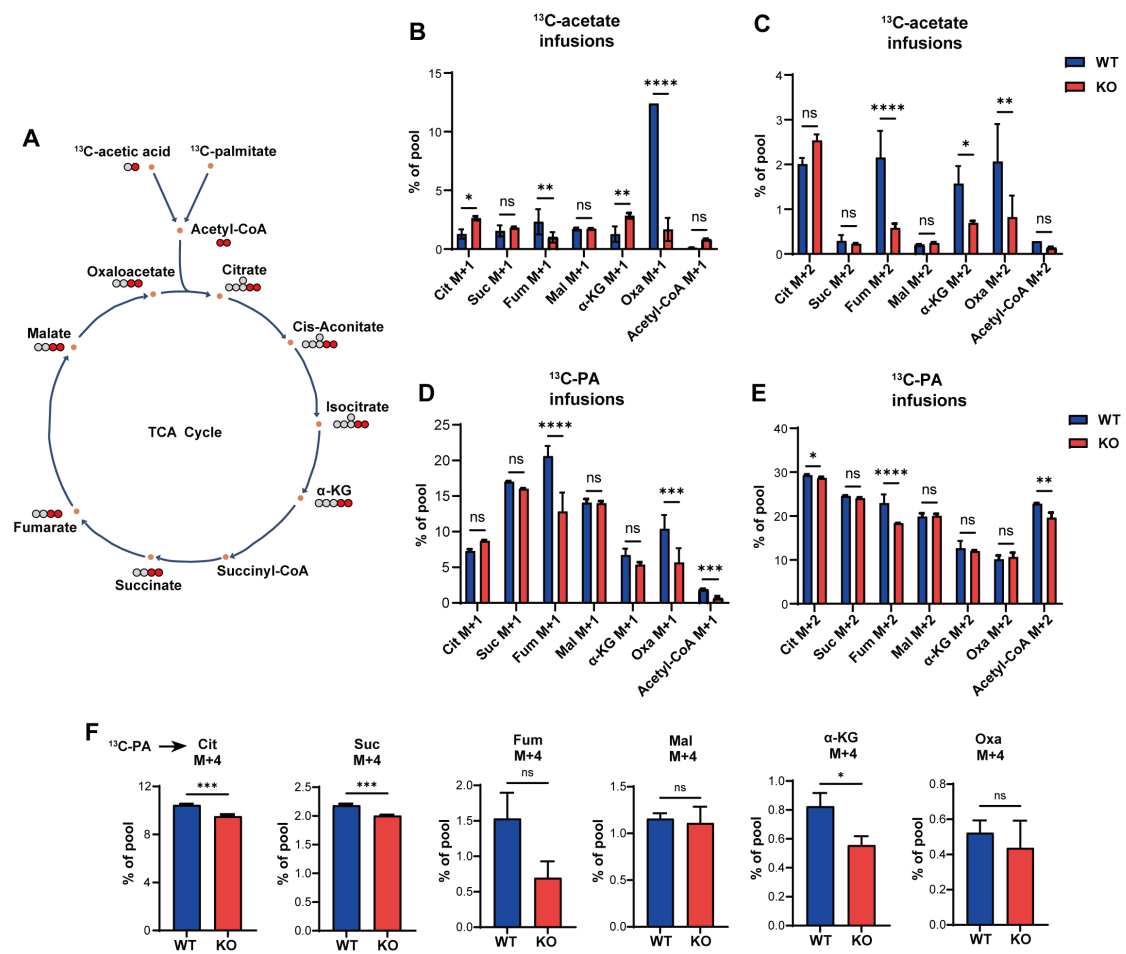 A
¹³C-acetic acid
¹³C-palmitate
Acetyl-CoA
Oxaloacetate
Citrate
Cis-Aconitate
Malate
Isocitrate
TCA Cycle
α-KG
Fumarate
Succinate
Succinyl-CoA
B
¹³C-acetate
infusions
% of pool
15
10
5
0
*
ns
**
ns
**
****
ns
Cit M+1
Suc M+1
Fum M+1
Mal M+1
α-KG M+1
Oxa M+1
Acetyl-CoA M+1
C
¹³C-acetate
infusions
WT
KO
% of pool
4
3
2
1
0
ns
ns
****
ns
*
**
ns
Cit M+2
Suc M+2
Fum M+2
Mal M+2
α-KG M+2
Oxa M+2
Acetyl-CoA M+2
D
¹³C-PA
infusions
% of pool
25
20
15
10
5
0
ns
ns
****
ns
ns
***
***
Cit M+1
Suc M+1
Fum M+1
Mal M+1
α-KG M+1
Oxa M+1
Acetyl-CoA M+1
E
¹³C-PA
infusions
WT
KO
% of pool
40
30
20
10
0
*
ns
****
ns
ns
ns
**
Cit M+2
Suc M+2
Fum M+2
Mal M+2
α-KG M+2
Oxa M+2
Acetyl-CoA M+2
F
¹³C-PA
Cit
M+4
% of pool
12
8
4
0
***
WT KO
Suc
M+4
% of pool
2.5
2.0
1.5
1.0
0.5
0.0
***
WT KO
Fum
M+4
% of pool
2.0
1.5
1.0
0.5
0.0
ns
WT KO
Mal
M+4
% of pool
1.5
1.0
0.5
0.0
ns
WT KO
α-KG
M+4
% of pool
1.0
0.8
0.6
0.4
0.2
0.0
*
WT KO
Oxa
M+4
% of pool
0.8
0.6
0.4
0.2
0.0
ns
WT KO